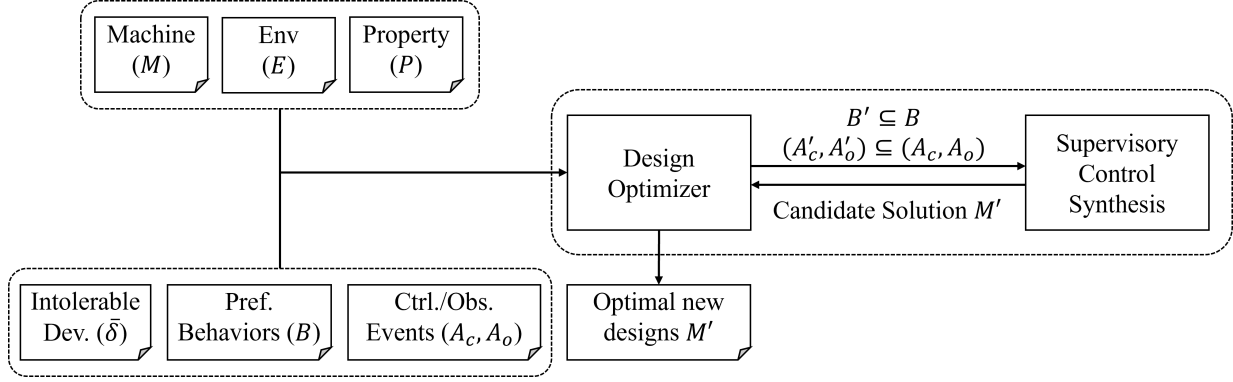 Machine
(M)
Env
(E)
Property
(P)
Design
Optimizer
B′ ⊆ B
(A′c, A′o) ⊆ (Ac, Ao)
Candidate Solution M′
Supervisory
Control
Synthesis
Intolerable
Dev. (δ̄)
Pref.
Behaviors (B)
Ctrl./Obs.
Events (Ac, Ao)
Optimal new
designs M′